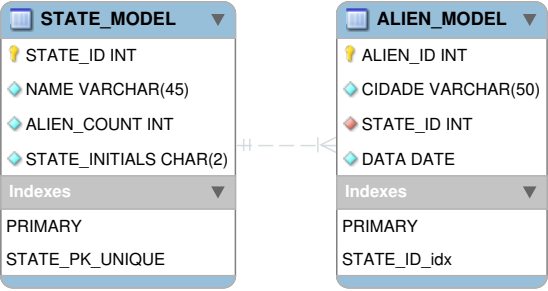 STATE_MODEL
STATE_ID INT
NAME VARCHAR(45)
ALIEN_COUNT INT
STATE_INITIALS CHAR(2)
Indexes
PRIMARY
STATE_PK_UNIQUE
ALIEN_MODEL
ALIEN_ID INT
CIDADE VARCHAR(50)
STATE_ID INT
DATA DATE
Indexes
PRIMARY
STATE_ID_idx